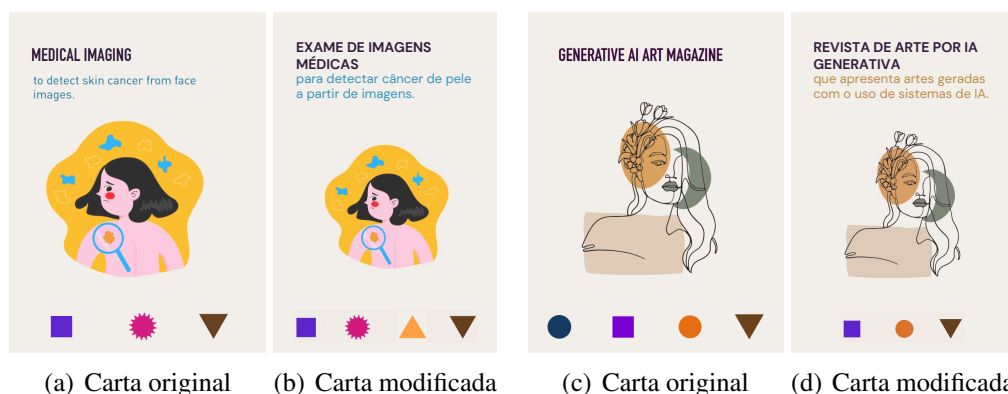 MEDICAL IMAGING
to detect skin cancer from face
images.
EXAME DE IMAGENS
MÉDICAS
para detectar câncer de pele
a partir de imagens.
GENERATIVE AI ART MAGAZINE
REVISTA DE ARTE POR IA
GENERATIVA
que apresenta artes geradas
com o uso de sistemas de IA.
(a) Carta original
(b) Carta modificada
(c) Carta original
(d) Carta modificada